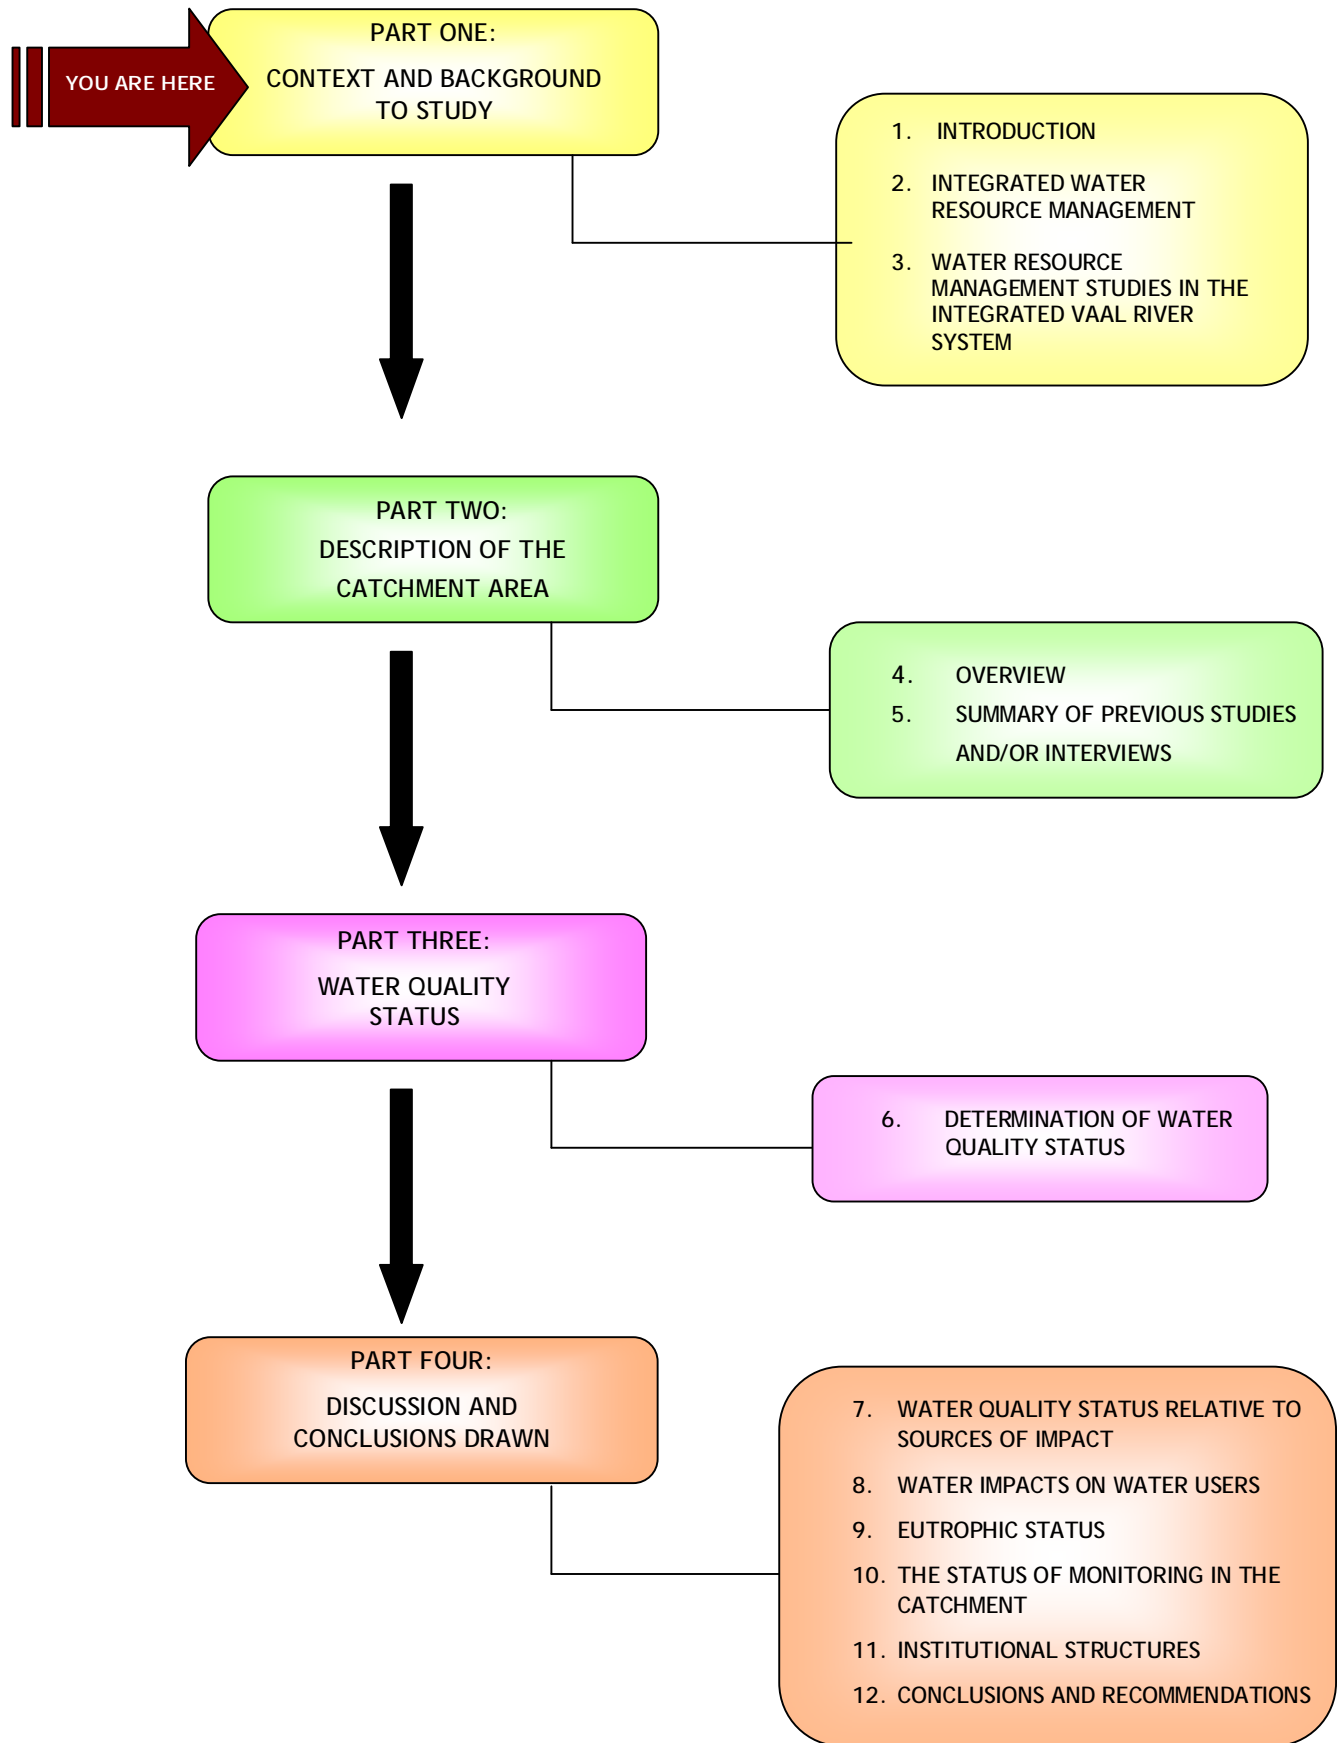 YOU ARE HERE
PART ONE:
CONTEXT AND BACKGROUND
TO STUDY
1. INTRODUCTION
2. INTEGRATED WATER
RESOURCE MANAGEMENT
3. WATER RESOURCE
MANAGEMENT STUDIES IN THE
INTEGRATED VAAL RIVER
SYSTEM
PART TWO:
DESCRIPTION OF THE
CATCHMENT AREA
4. OVERVIEW
5. SUMMARY OF PREVIOUS STUDIES
AND/OR INTERVIEWS
PART THREE:
WATER QUALITY
STATUS
6. DETERMINATION OF WATER
QUALITY STATUS
PART FOUR:
DISCUSSION AND
CONCLUSIONS DRAWN
7. WATER QUALITY STATUS RELATIVE TO
SOURCES OF IMPACT
8. WATER IMPACTS ON WATER USERS
9. EUTROPHIC STATUS
10. THE STATUS OF MONITORING IN THE
CATCHMENT
11. INSTITUTIONAL STRUCTURES
12. CONCLUSIONS AND RECOMMENDATIONS